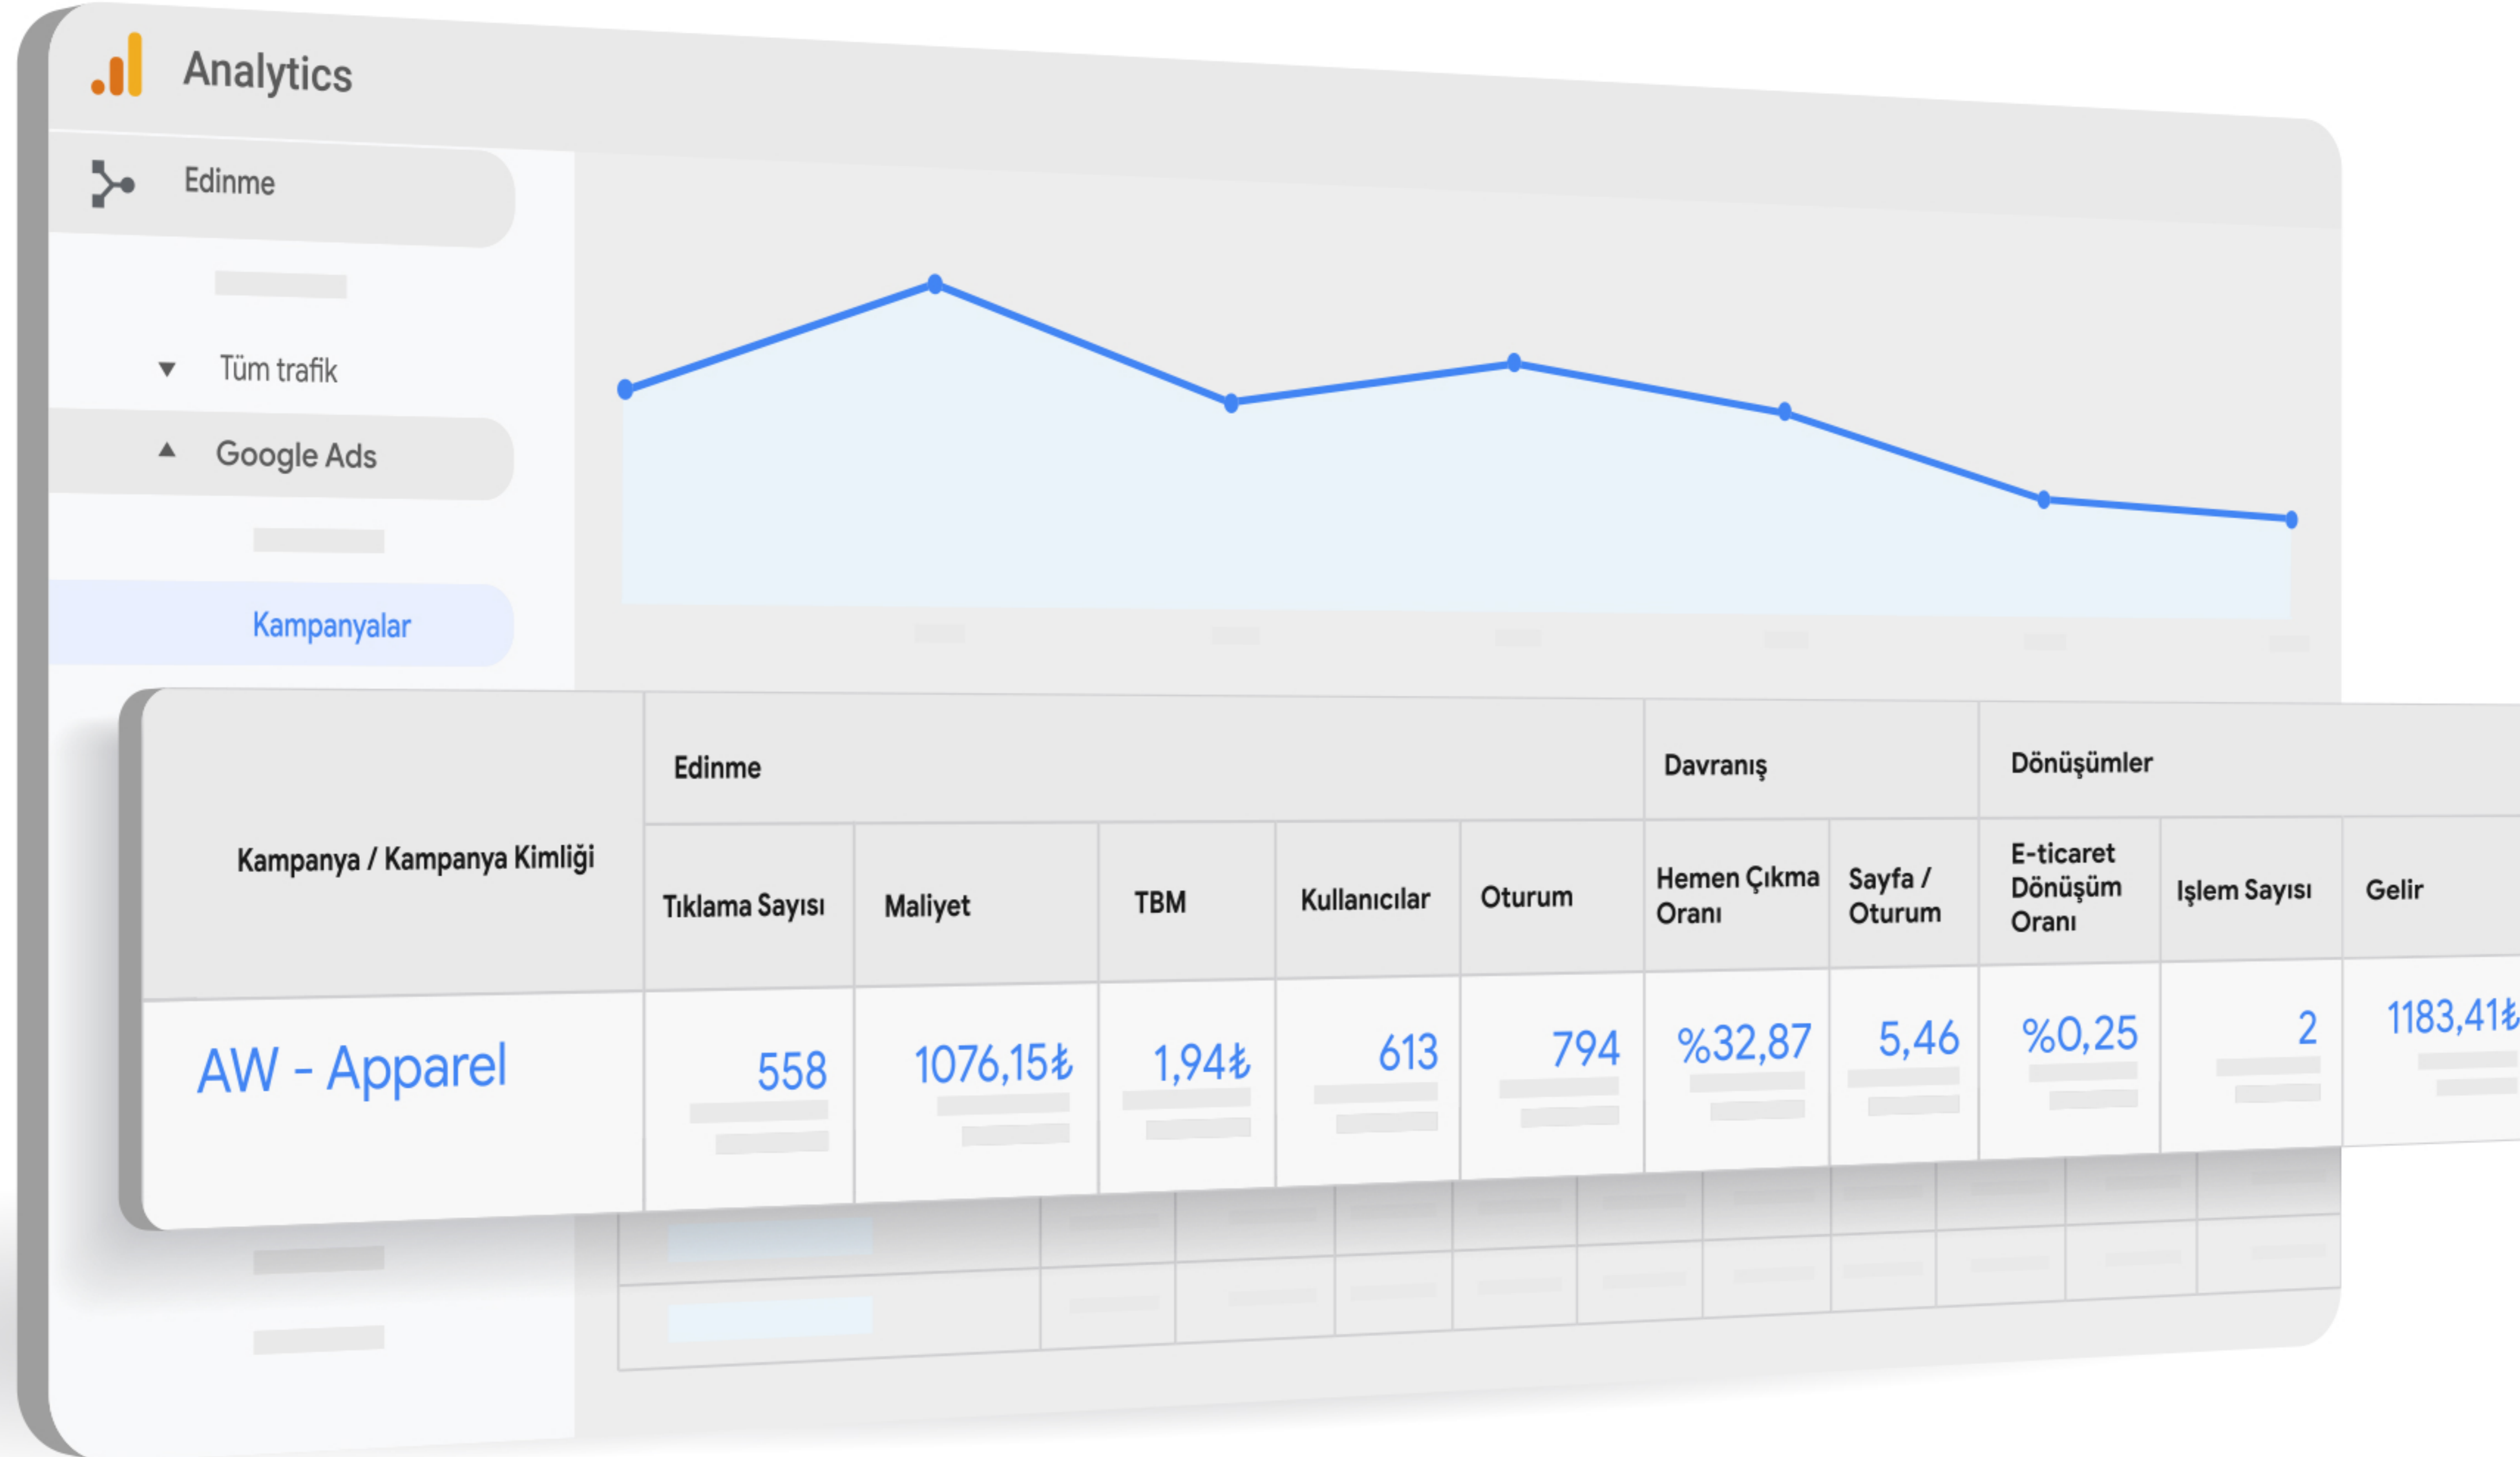 Analytics
Edinme
Tüm trafik
Google Ads
Kampanyalar
Kampanya / Kampanya Kimliği
Edinme
Davranış
Dönüşümler
Tıklama Sayısı
Maliyet
TBM
Kullanıcılar
Oturum
Hemen Çıkma
Oranı
Sayfa /
Oturum
E-ticaret
Dönüşüm
Oranı
Işlem Sayısı
Gelir
AW - Apparel
558
1076,15₺
1,94₺
613
794
%32,87
5,46
%0,25
2
1183,41₺